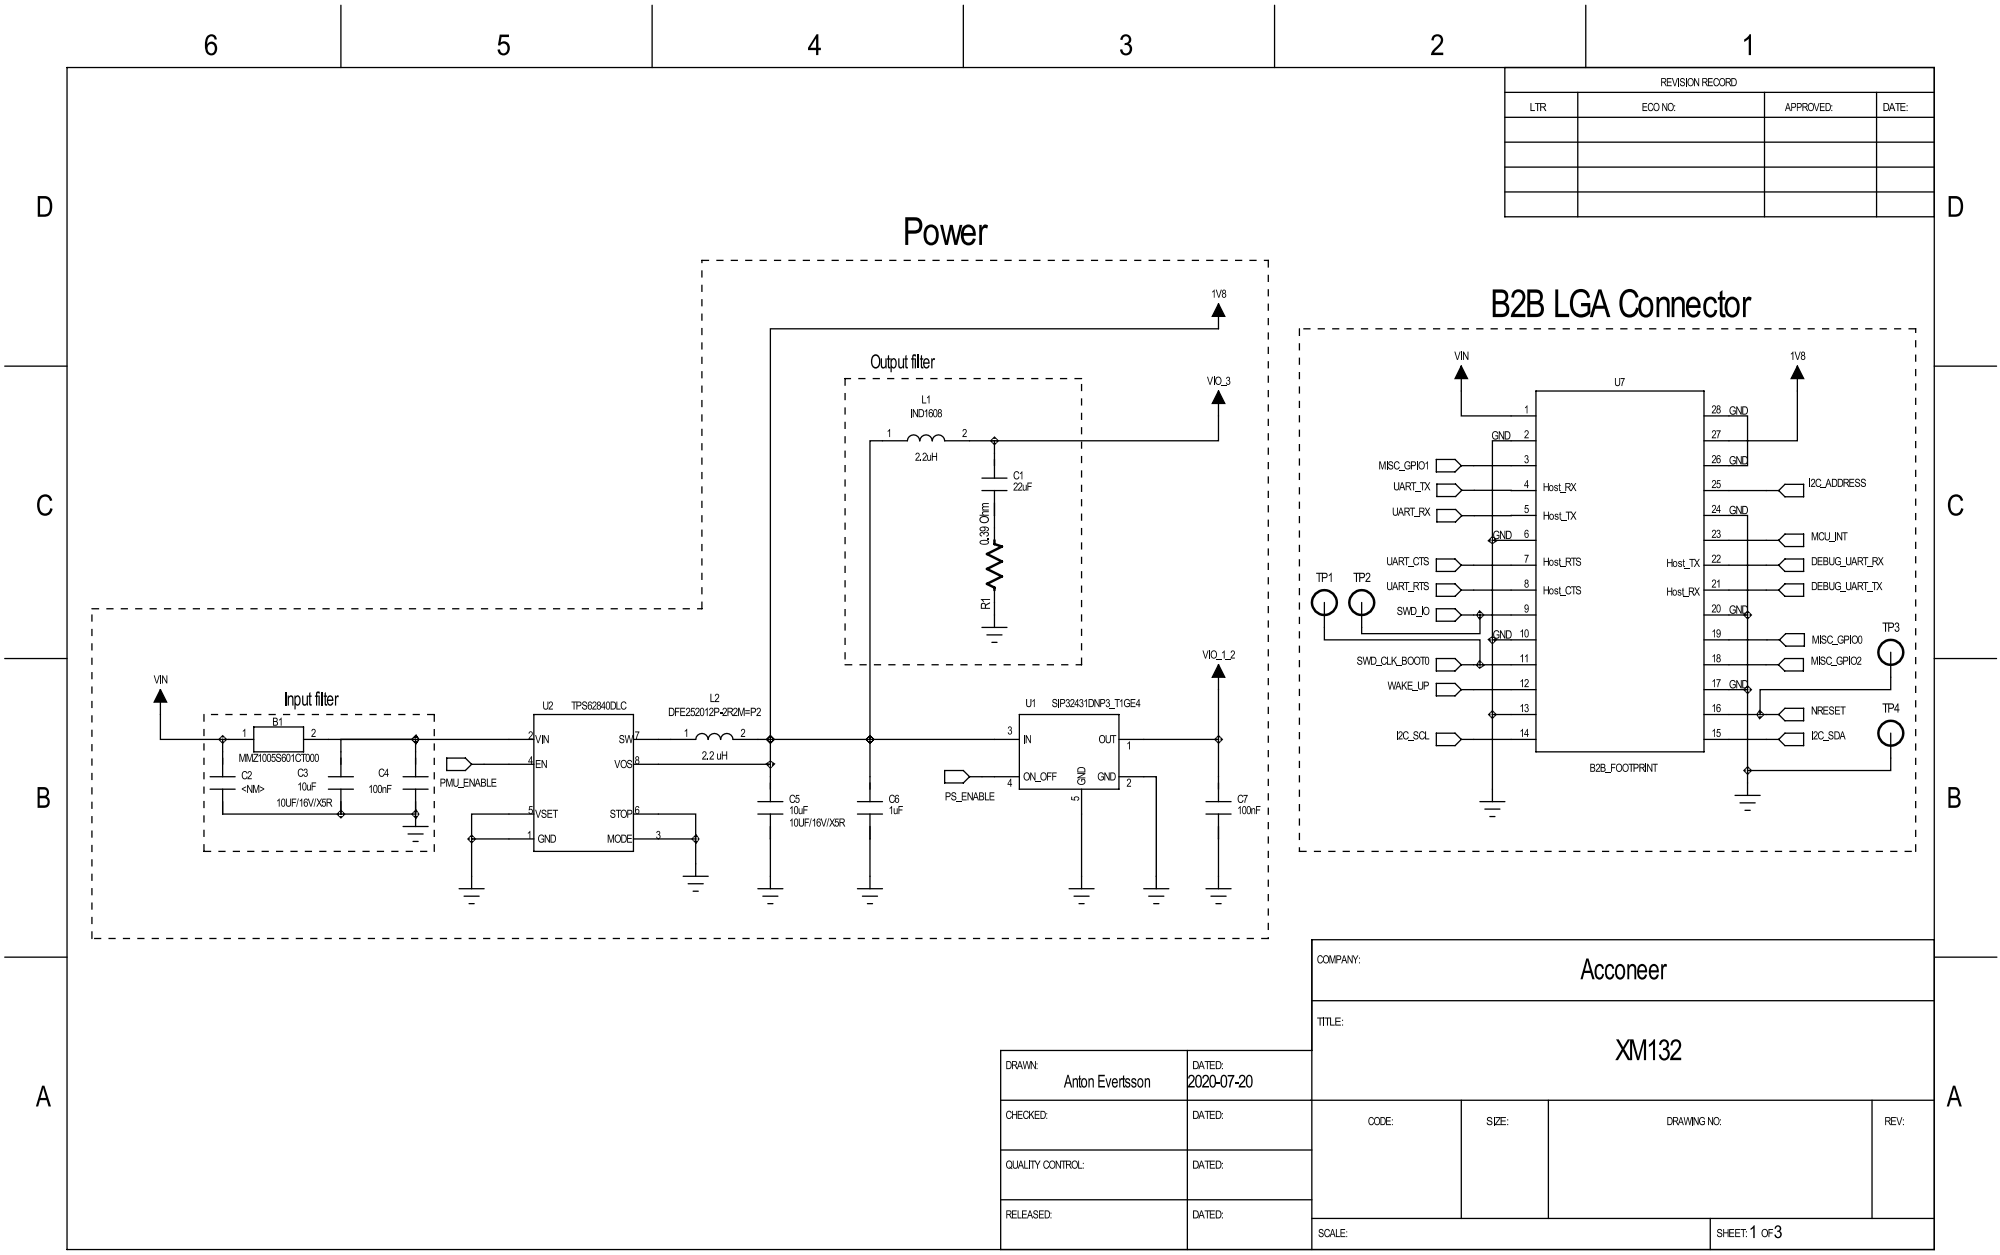 6 5 4 3 2 1
REVISION RECORD
LTR ECO NO: APPROVED: DATE:
D D
Power
1V8
B2B LGA Connector
Output filter
VIO_3
L1
IND1608
1 2
2.2uH
C1
22uF
0.39 Ohm
R1
VIN 1V8
U7
1 28 GND
GND 2 27
MISC_GPIO1 3 26 GND
UART_TX 4 Host_RX 25 I2C_ADDRESS
UART_RX 5 Host_TX 24 GND
GND 6 23 MCU_INT
UART_CTS 7 Host_RTS Host_TX 22 DEBUG_UART_RX
UART_RTS 8 Host_CTS Host_RX 21 DEBUG_UART_TX
TP1 TP2
SWD_IO 9 20 GND
GND 10 19 MISC_GPIO0
TP3
SWD_CLK_BOOT0 11 18 MISC_GPIO2
WAKE_UP 12 17 GND
13 16 NRESET
TP4
I2C_SCL 14 15 I2C_SDA
B2B_FOOTPRINT
C C
VIN
Input filter
B1
1 2
MMZ1005S601CT000
C2
<NM>
C3
10uF
10UF/16V/X5R
C4
100nF
U2 TPS62840DLC
2 VIN SW 7
4 EN VOS 8
5 VSET STOP 6
1 GND MODE 3
PMU_ENABLE
L2
DFE252012P-2R2M=P2
1 2
2.2 uH
C5
10uF
10UF/16V/X5R
C6
1uF
U1 SIP32431DNP3_T1GE4
3 IN OUT 1
4 ON_OFF GND GND 2
5
PS_ENABLE
VIO_1_2
C7
100nF
B B
COMPANY:
Acconeer
TITLE:
XM132
DRAWN: DATED:
Anton Evertsson 2020-07-20
CHECKED: DATED:
QUALITY CONTROL: DATED:
RELEASED: DATED:
CODE: SIZE: DRAWING NO: REV:
SCALE: SHEET: 1 OF 3
A A